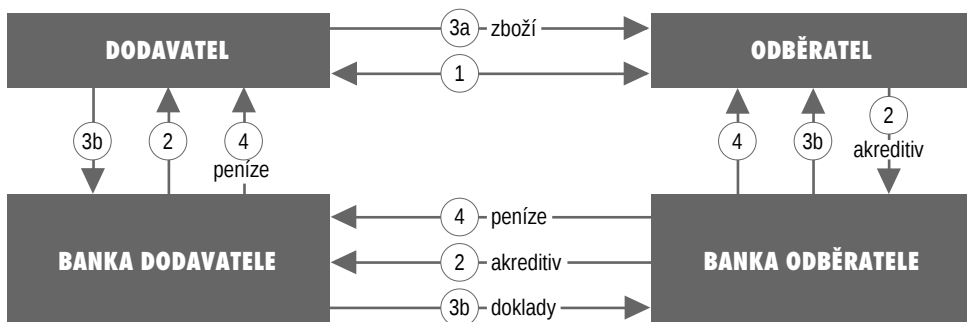 DODAVATEL
3a zboží
ODBĚRATEL
1
3b
2
4
peníze
4
3b
2
akreditiv
BANKA DODAVATELE
4 peníze
2 akreditiv
3b doklady
BANKA ODBĚRATELE